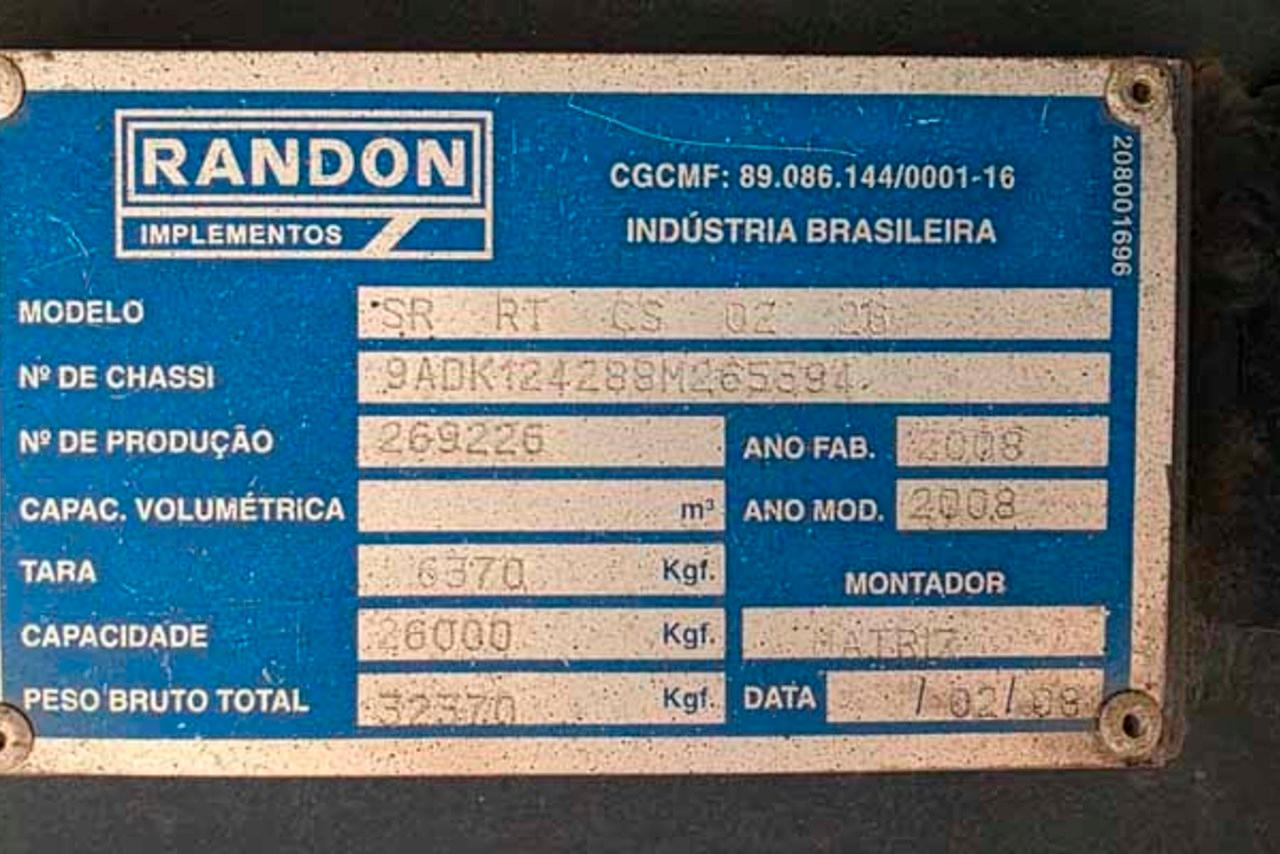 RANDON
IMPLEMENTOS
CGCMF: 89.086.144/0001-16
INDÚSTRIA BRASILEIRA
208001696
MODELO SR RT CS 02 28
Nº DE CHASSI
Nº DE PRODUÇÃO 269226 ANO FAB. 2008
CAPAC. VOLUMÉTRICA m³ ANO MOD. 2008
TARA 6370 Kgf.
MONTADOR
CAPACIDADE 26000 Kgf. MATRIZ
PESO BRUTO TOTAL 32370 Kgf. DATA / 02/ 08